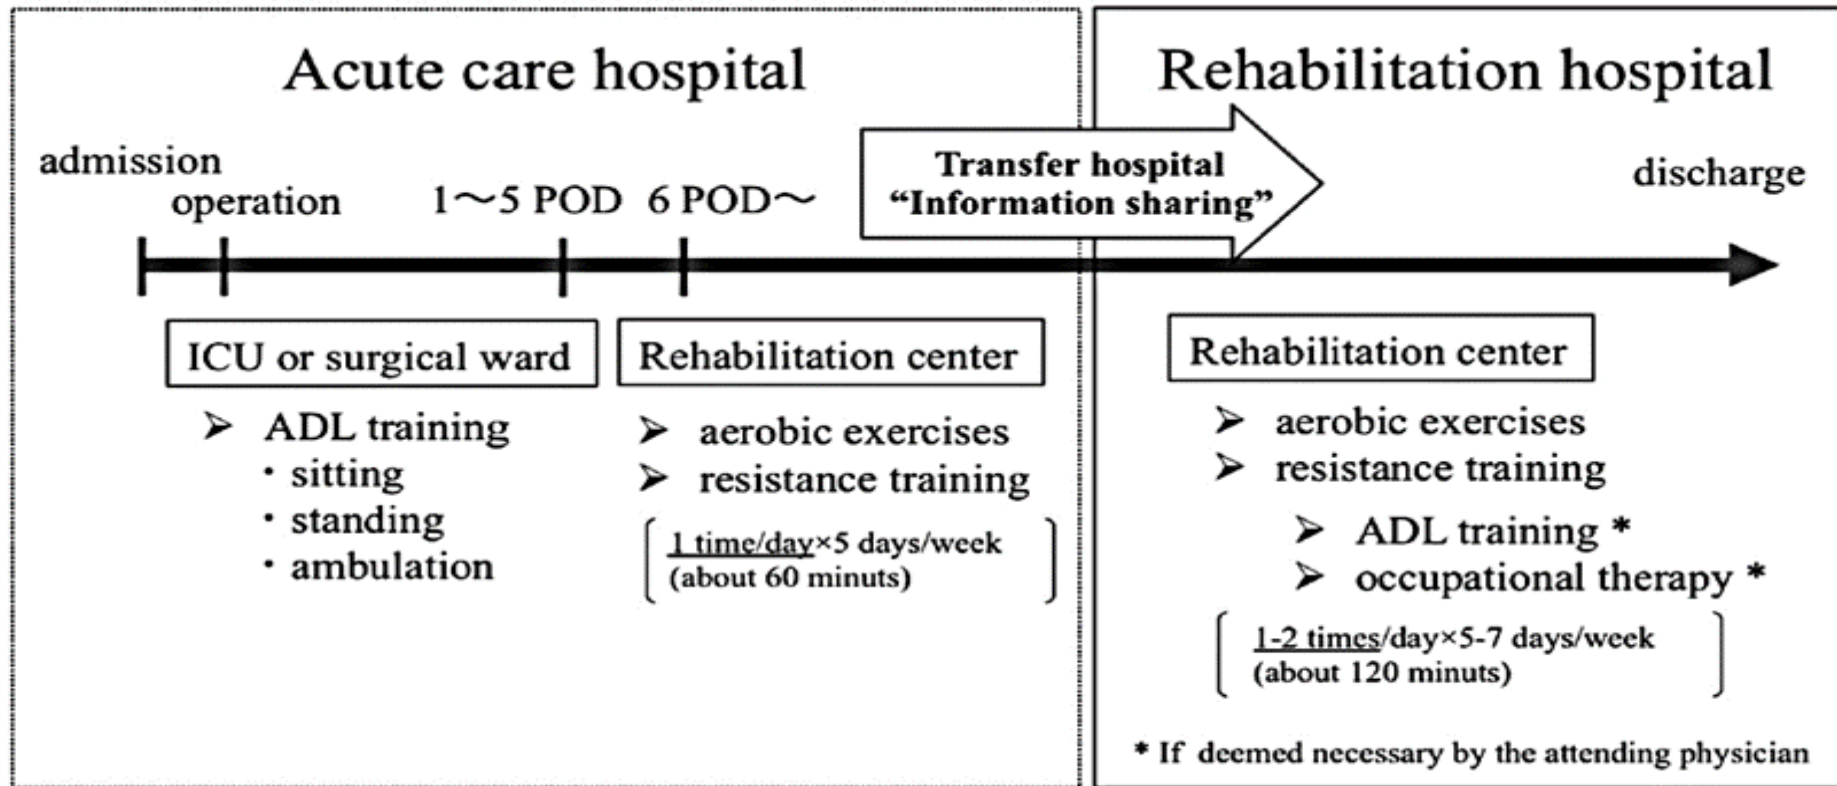 Acute care hospital
admission
operation
1～5 POD
6 POD～
ICU or surgical ward
➢ ADL training
・sitting
・standing
・ambulation
Rehabilitation center
➢ aerobic exercises
➢ resistance training
1 time/day×5 days/week
(about 60 minuts)
Transfer hospital
“Information sharing”
Rehabilitation hospital
discharge
Rehabilitation center
➢ aerobic exercises
➢ resistance training
➢ ADL training *
➢ occupational therapy *
1-2 times/day×5-7 days/week
(about 120 minuts)
* If deemed necessary by the attending physician